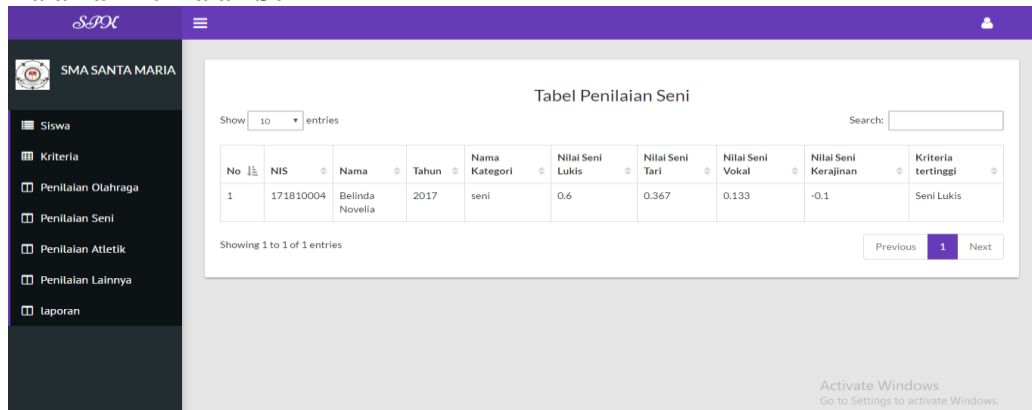 SPK
SMA SANTA MARIA
Siswa
Kriteria
Penilaian Olahraga
Penilaian Seni
Penilaian Atletik
Penilaian Lainnya
laporan
Tabel Penilaian Seni
Show 10 entries Search:
No NIS Nama Tahun Nama Kategori Nilai Seni Lukis Nilai Seni Tari Nilai Seni Vokal Nilai Seni Kerajinan Kriteria tertinggi
1 171810004 Belinda Novelia 2017 seni 0.6 0.367 0.133 -0.1 Seni Lukis
Showing 1 to 1 of 1 entries Previous 1 Next
Activate Windows
Go to Settings to activate Windows.